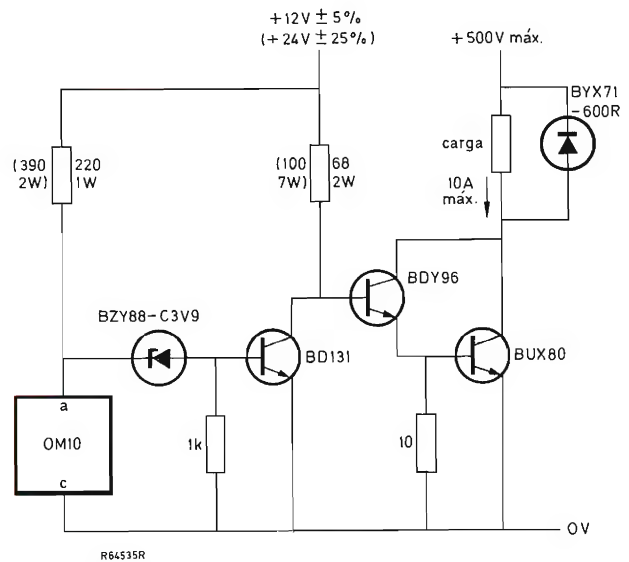 +12V ± 5%
(+24V ± 25%)
+500V máx.
BYX71
-600R
(390
2W)
220
1W
(100
7W)
68
2W
carga
10A
máx.
BDY96
BZY88-C3V9
BD131
BUX80
a
OM10
c
1k
10
0V
R64535R